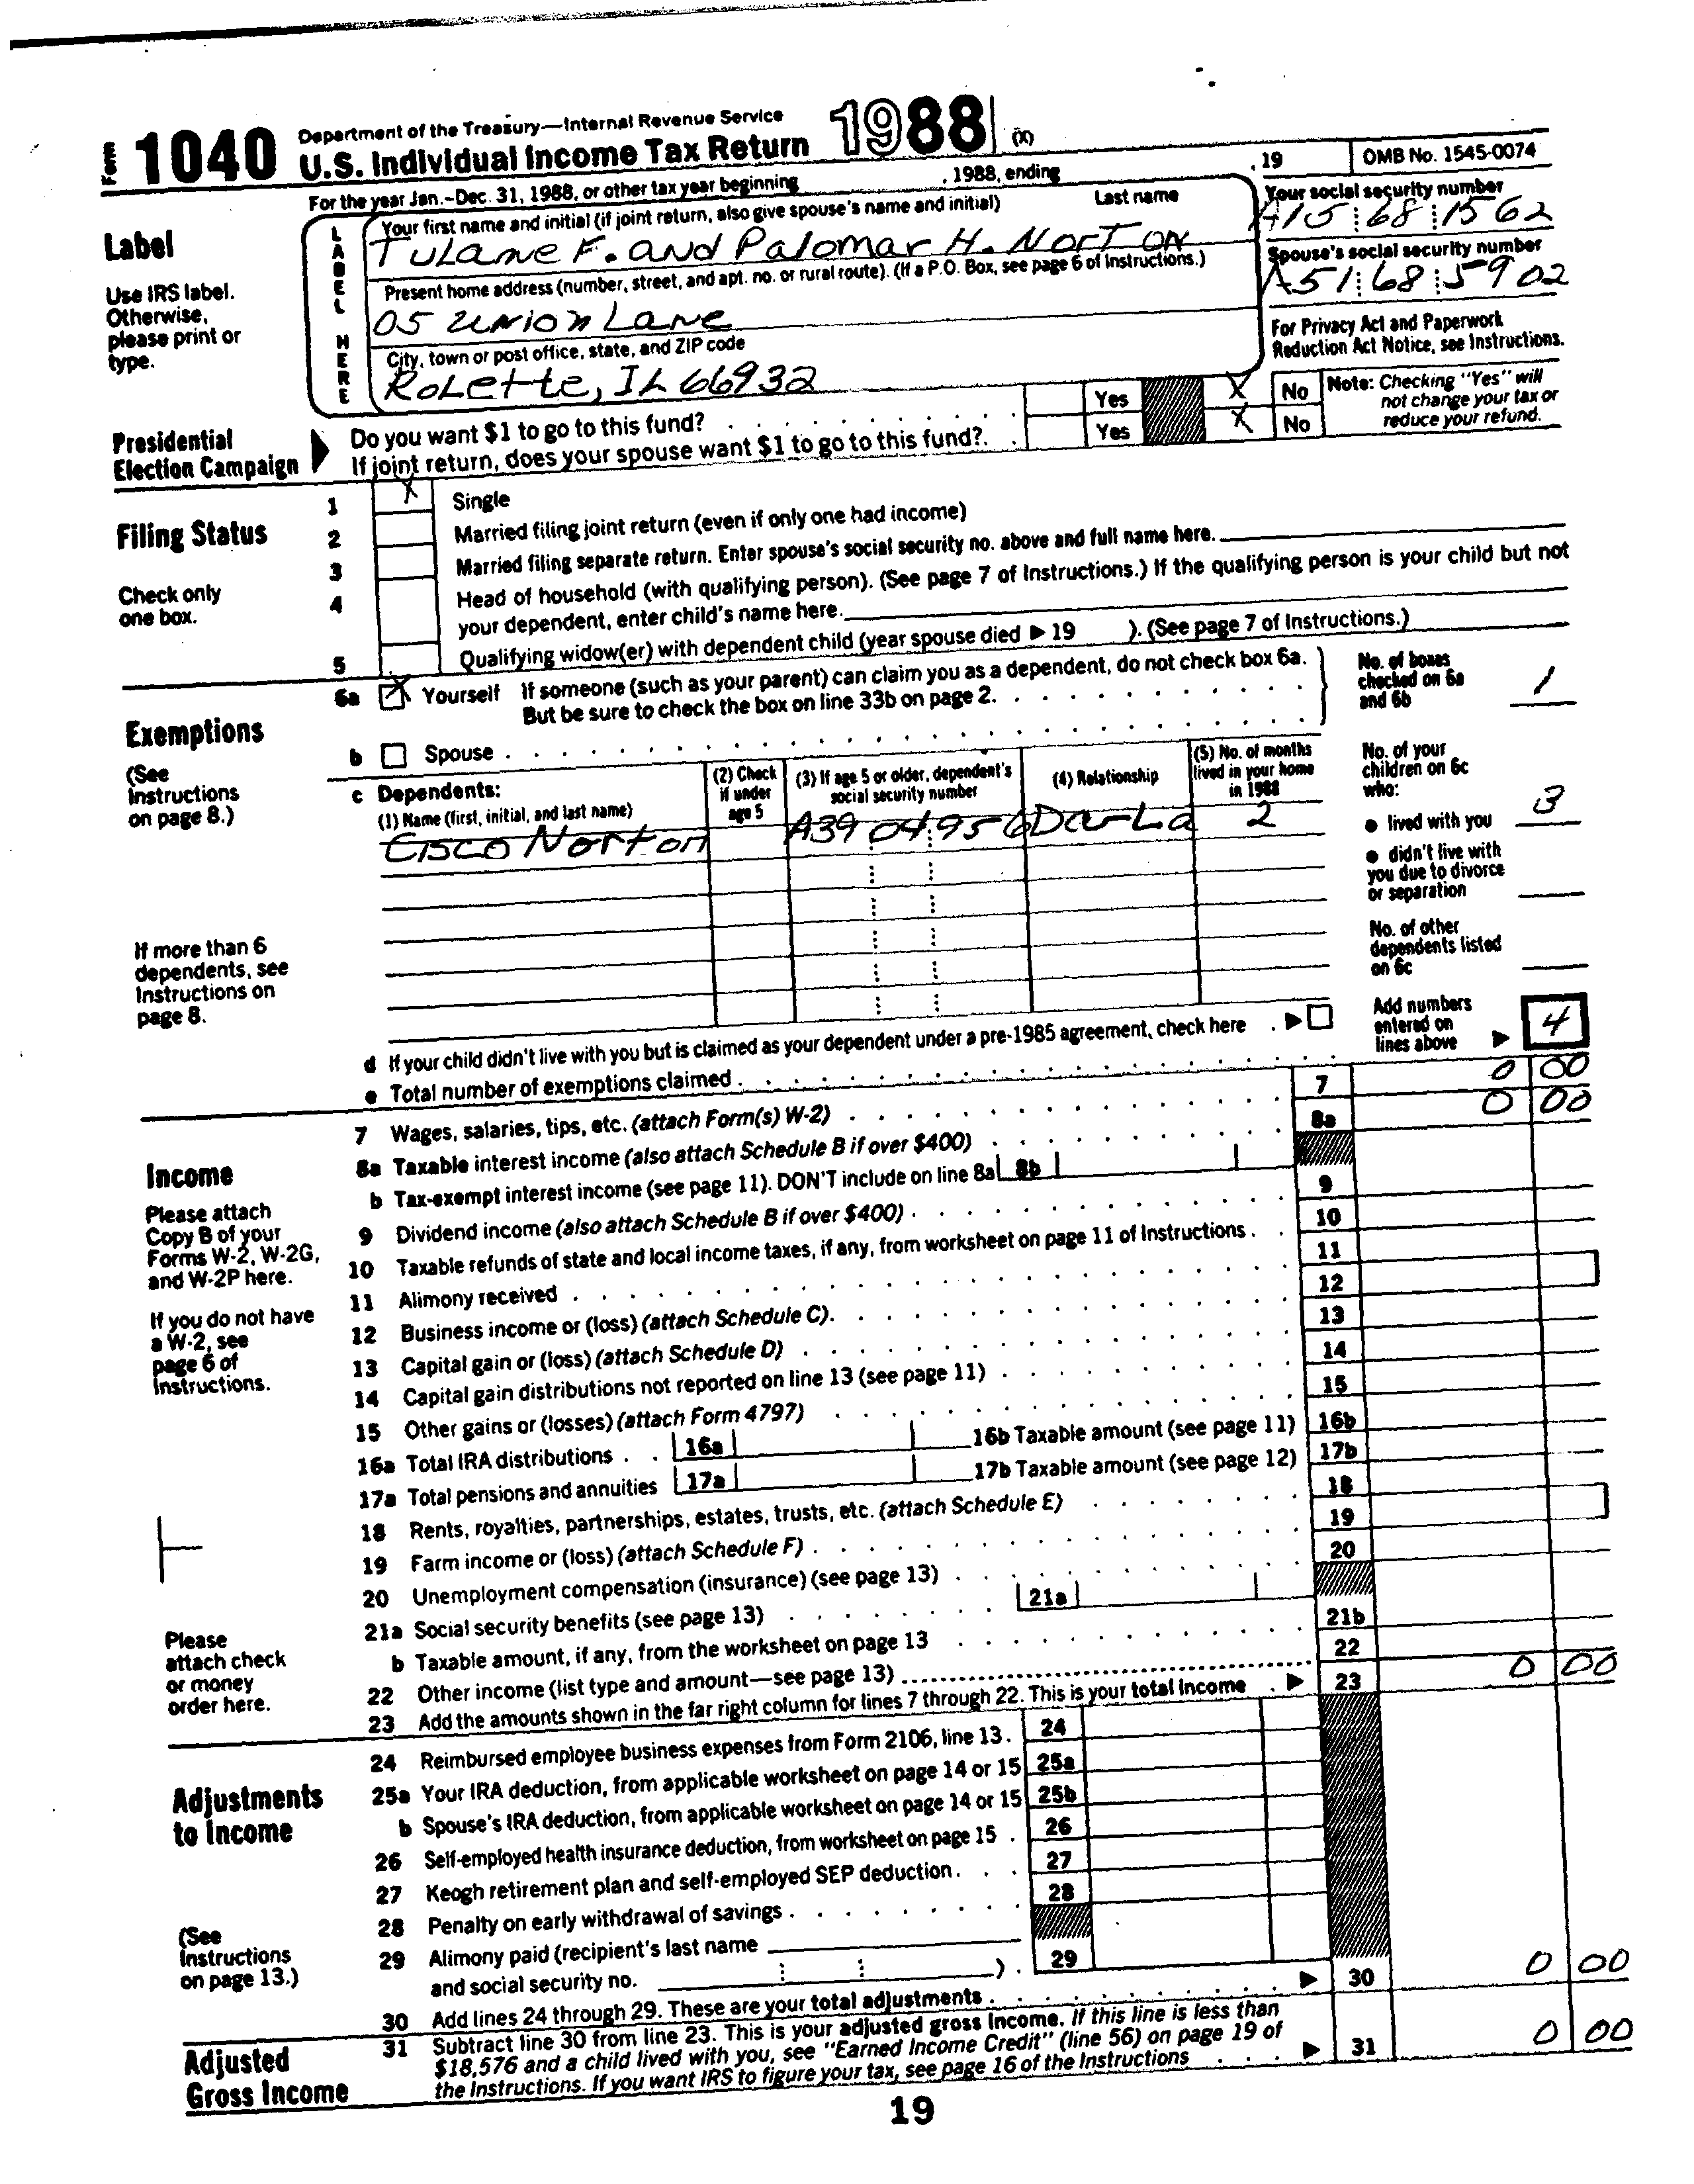 Form 1040 Department of the Treasury—Internal Revenue Service
U.S. Individual Income Tax Return 1988 (X)
For the year Jan.-Dec. 31, 1988, or other tax year beginning , 1988, ending , 19 OMB No. 1545-0074
Label
Use IRS label.
Otherwise,
please print or
type.
LABEL HERE
Your first name and initial (if joint return, also give spouse's name and initial) Last name
Tulane F. and Palomar H. Norton
Your social security number
A15 68 1562
Present home address (number, street, and apt. no. or rural route). (If a P.O. Box, see page 6 of Instructions.)
05 Union Lane
Spouse's social security number
A51 68 5902
City, town or post office, state, and ZIP code
Rolette, IL 66932
For Privacy Act and Paperwork
Reduction Act Notice, see Instructions.
Presidential
Election Campaign
Do you want $1 to go to this fund? Yes X No
If joint return, does your spouse want $1 to go to this fund? Yes X No
Note: Checking "Yes" will
not change your tax or
reduce your refund.
Filing Status
Check only
one box.
1 X Single
2 Married filing joint return (even if only one had income)
3 Married filing separate return. Enter spouse's social security no. above and full name here.
4 Head of household (with qualifying person). (See page 7 of Instructions.) If the qualifying person is your child but not
your dependent, enter child's name here.
5 Qualifying widow(er) with dependent child (year spouse died ▶ 19 ). (See page 7 of Instructions.)
Exemptions
(See
Instructions
on page 8.)
6a X Yourself If someone (such as your parent) can claim you as a dependent, do not check box 6a.
But be sure to check the box on line 33b on page 2.
b Spouse
No. of boxes
checked on 6a
and 6b 1
c Dependents:
(1) Name (first, initial, and last name)
(2) Check
if under
age 5
(3) If age 5 or older, dependent's
social security number
(4) Relationship
(5) No. of months
lived in your home
in 1988
Cisco Norton A39 04 956 Da-La 2
No. of your
children on 6c
who:
● lived with you 3
● didn't live with
you due to divorce
or separation
No. of other
dependents listed
on 6c
If more than 6
dependents, see
Instructions on
page 8.
d If your child didn't live with you but is claimed as your dependent under a pre-1985 agreement, check here ▶
e Total number of exemptions claimed
Add numbers
entered on
lines above ▶ 4
Income
Please attach
Copy B of your
Forms W-2, W-2G,
and W-2P here.
If you do not have
a W-2, see
page 6 of
Instructions.
Please
attach check
or money
order here.
7 Wages, salaries, tips, etc. (attach Form(s) W-2) 7 0 00
8a Taxable interest income (also attach Schedule B if over $400) 8a 0 00
b Tax-exempt interest income (see page 11). DON'T include on line 8a 8b
9 Dividend income (also attach Schedule B if over $400) 9
10 Taxable refunds of state and local income taxes, if any, from worksheet on page 11 of Instructions 10
11 Alimony received 11
12 Business income or (loss) (attach Schedule C) 12
13 Capital gain or (loss) (attach Schedule D) 13
14 Capital gain distributions not reported on line 13 (see page 11) 14
15 Other gains or (losses) (attach Form 4797) 15
16a Total IRA distributions 16a 16b Taxable amount (see page 11) 16b
17a Total pensions and annuities 17a 17b Taxable amount (see page 12) 17b
18 Rents, royalties, partnerships, estates, trusts, etc. (attach Schedule E) 18
19 Farm income or (loss) (attach Schedule F) 19
20 Unemployment compensation (insurance) (see page 13) 20
21a Social security benefits (see page 13) 21a
b Taxable amount, if any, from the worksheet on page 13 21b
22 Other income (list type and amount—see page 13) 22
23 Add the amounts shown in the far right column for lines 7 through 22. This is your total income ▶ 23 0 00
Adjustments
to Income
(See
Instructions
on page 13.)
24 Reimbursed employee business expenses from Form 2106, line 13. 24
25a Your IRA deduction, from applicable worksheet on page 14 or 15 25a
b Spouse's IRA deduction, from applicable worksheet on page 14 or 15 25b
26 Self-employed health insurance deduction, from worksheet on page 15 26
27 Keogh retirement plan and self-employed SEP deduction 27
28 Penalty on early withdrawal of savings 28
29 Alimony paid (recipient's last name
and social security no. ) 29
30 Add lines 24 through 29. These are your total adjustments ▶ 30 0 00
Adjusted
Gross Income
31 Subtract line 30 from line 23. This is your adjusted gross income. If this line is less than
$18,576 and a child lived with you, see "Earned Income Credit" (line 56) on page 19 of
the Instructions. If you want IRS to figure your tax, see page 16 of the Instructions ▶ 31 0 00
19